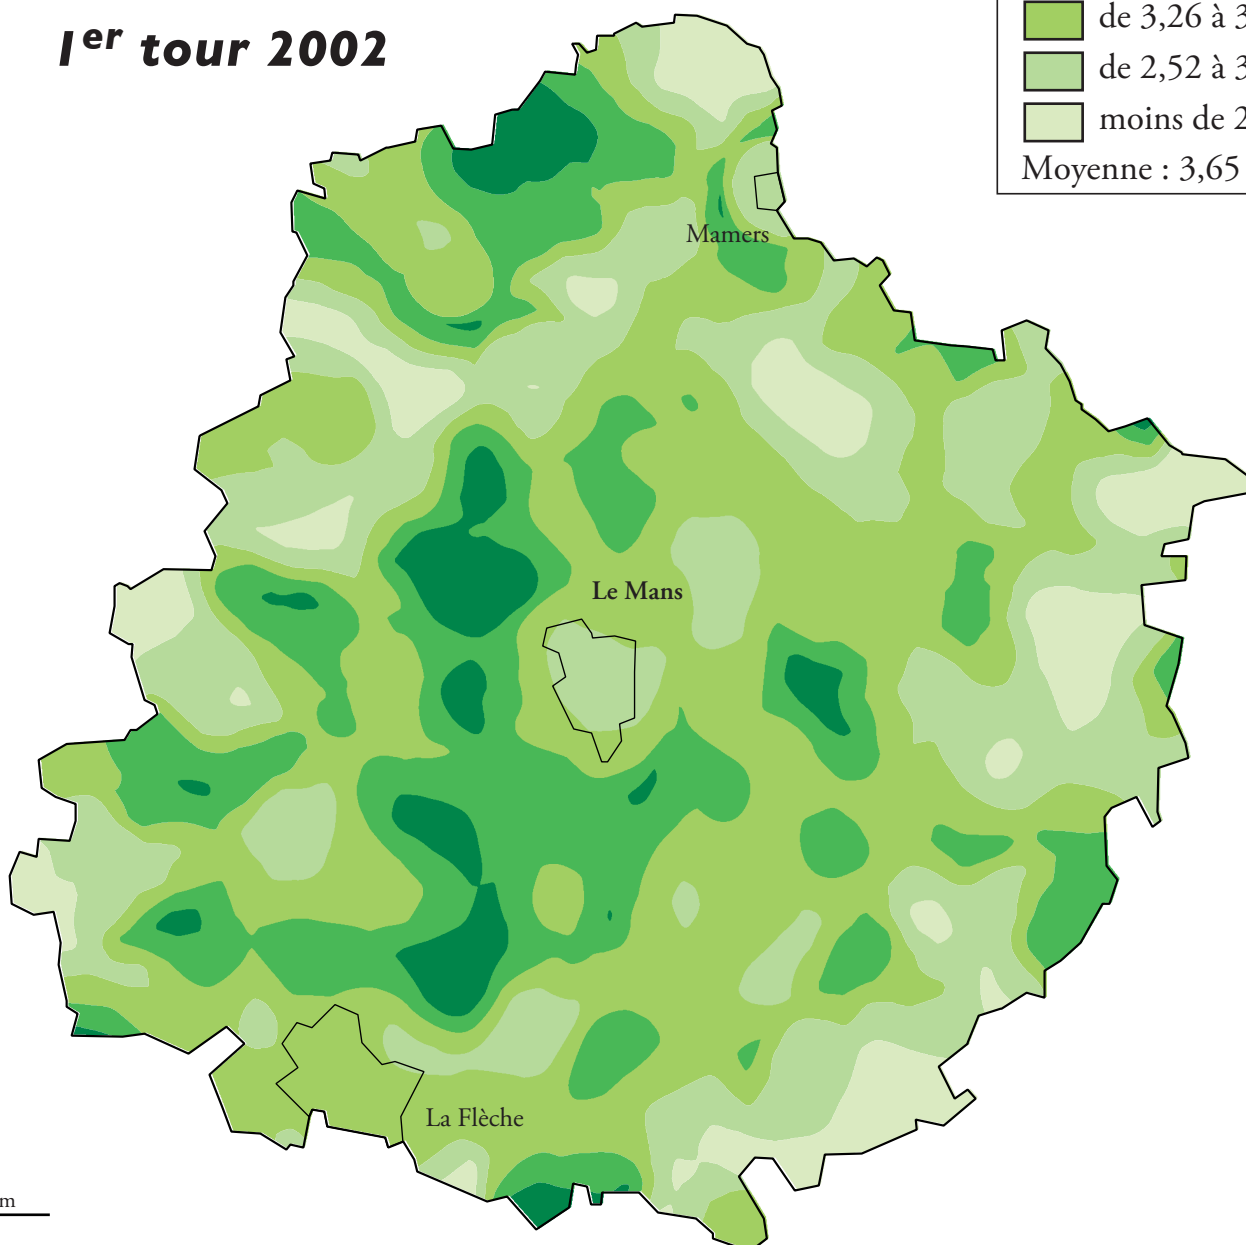 1er tour 2002
de 3,26 à 3
de 2,52 à 3
moins de 2
Moyenne : 3,65
Mamers
Le Mans
La Flèche
m